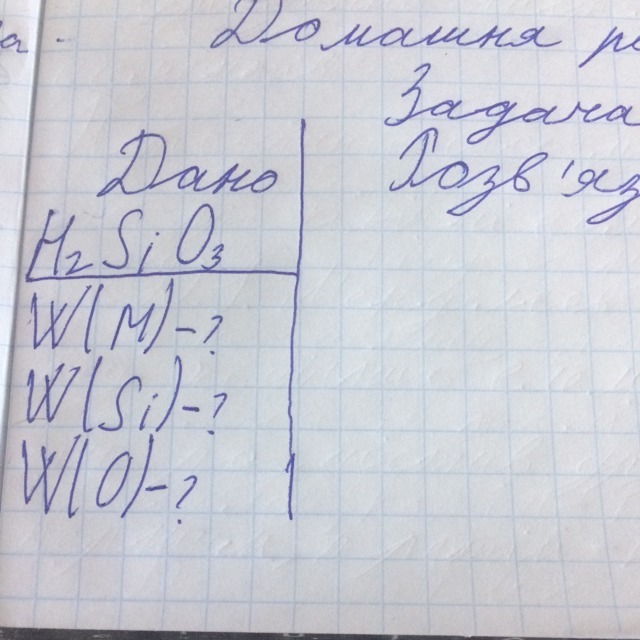 Домашня
Задача
Дано
Розв'яз
H₂SiO₃
W(H)-?
W(Si)-?
W(O)-?